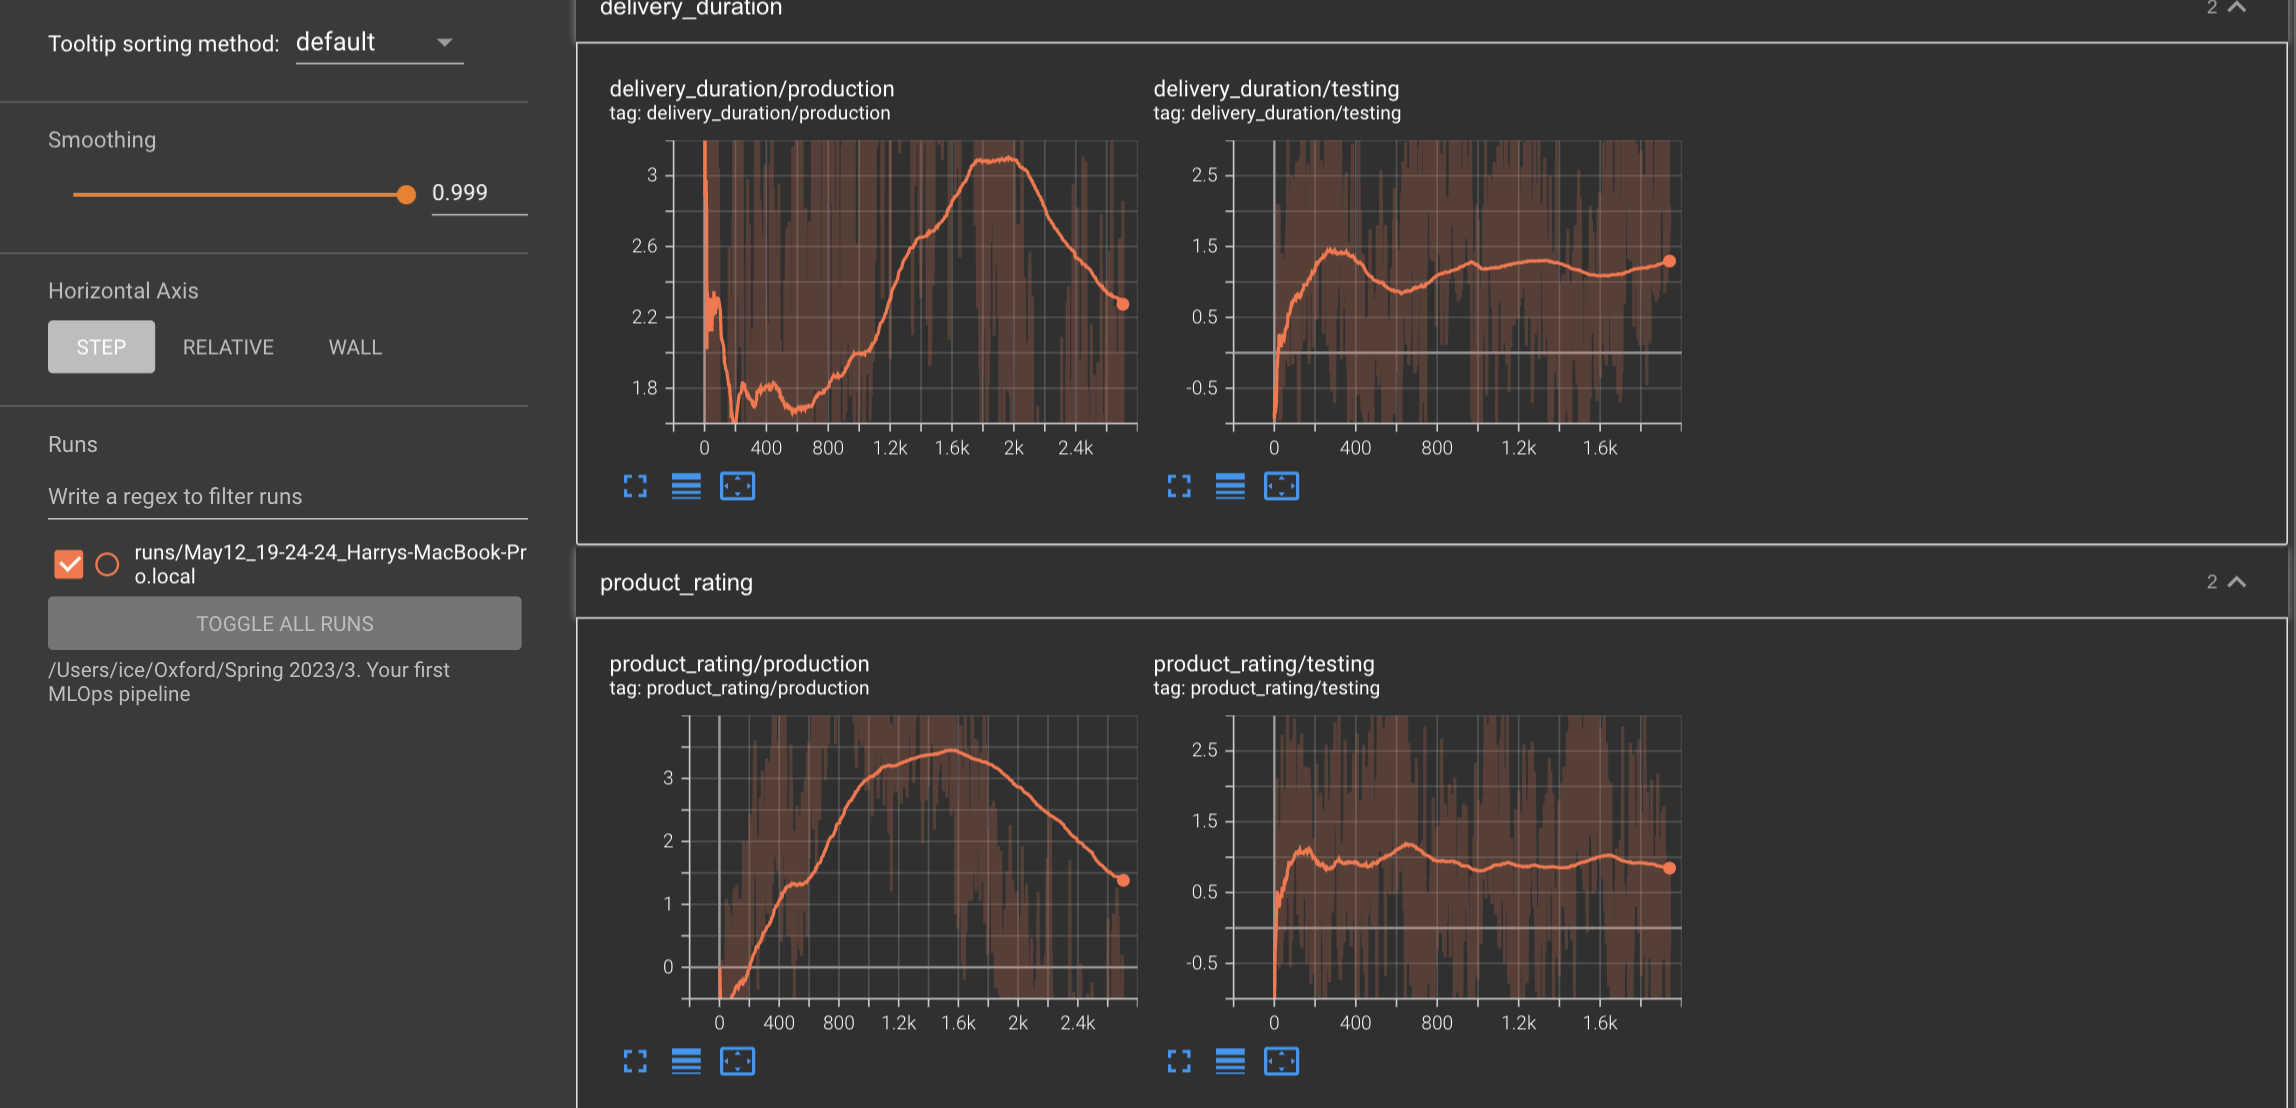 Tooltip sorting method: default
Smoothing
0.999
Horizontal Axis
STEP RELATIVE WALL
Runs
Write a regex to filter runs
runs/May12_19-24-24_Harrys-MacBook-Pr
o.local
TOGGLE ALL RUNS
/Users/ice/Oxford/Spring 2023/3. Your first
MLOps pipeline
delivery_duration 2
delivery_duration/production
tag: delivery_duration/production
3
2.6
2.2
1.8
0 400 800 1.2k 1.6k 2k 2.4k
delivery_duration/testing
tag: delivery_duration/testing
2.5
1.5
0.5
-0.5
0 400 800 1.2k 1.6k
product_rating 2
product_rating/production
tag: product_rating/production
3
2
1
0
0 400 800 1.2k 1.6k 2k 2.4k
product_rating/testing
tag: product_rating/testing
2.5
1.5
0.5
-0.5
0 400 800 1.2k 1.6k